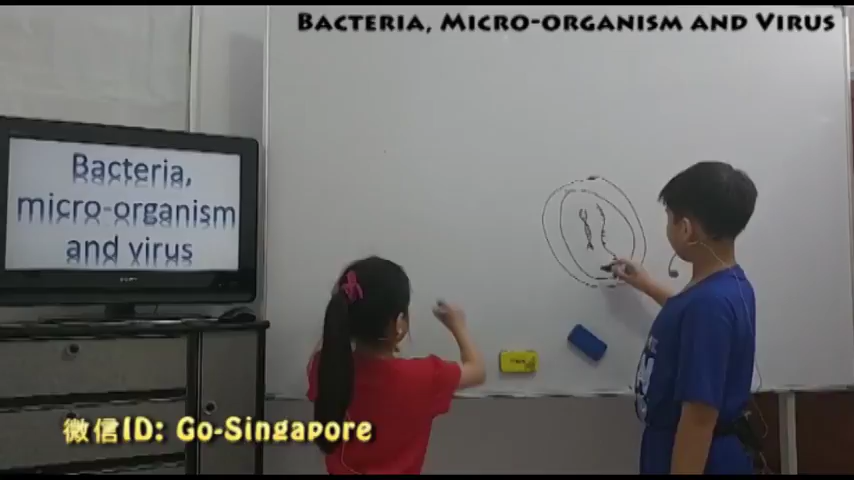 Bacteria, Micro-organism and Virus
Bacteria,
micro-organism
and virus
微信ID: Go-Singapore